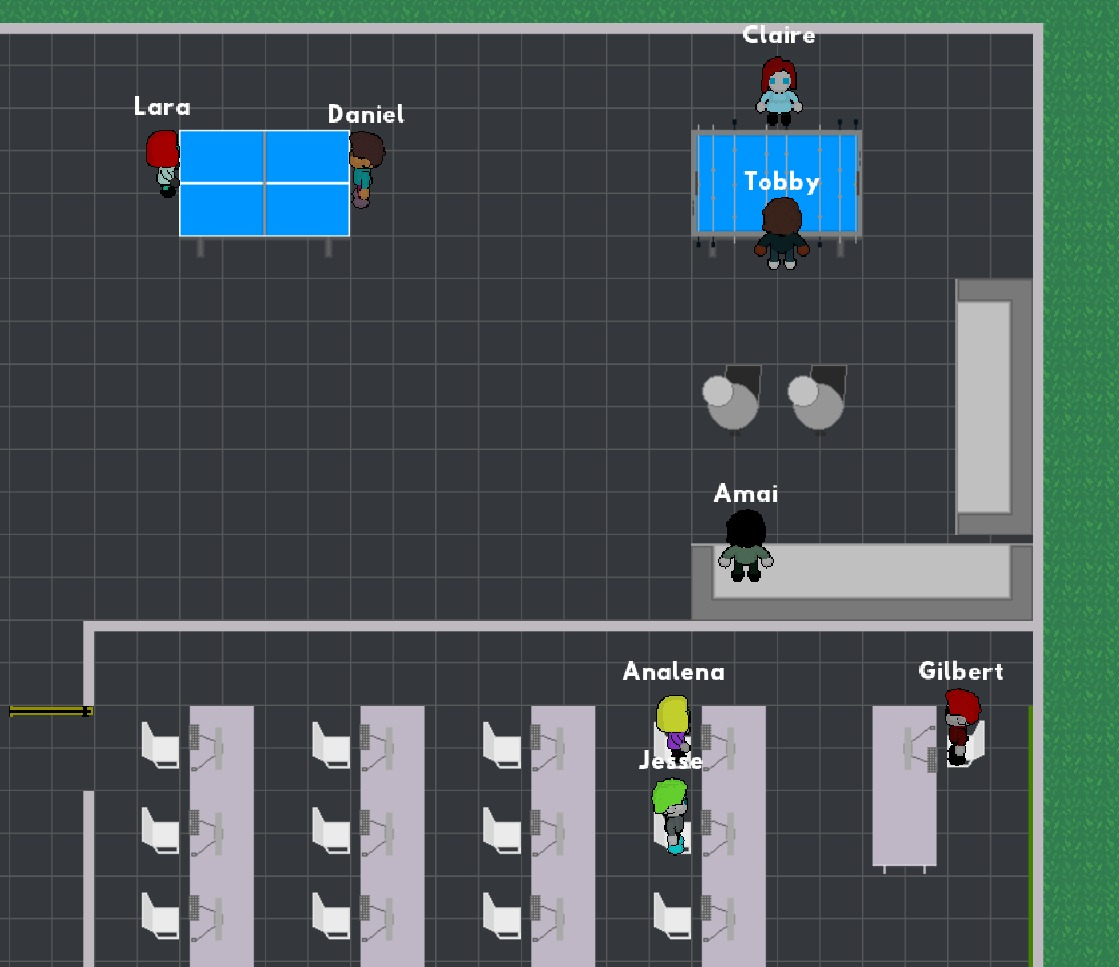 Claire
Lara
Daniel
Tobby
Amai
Analena
Gilbert
Jesse